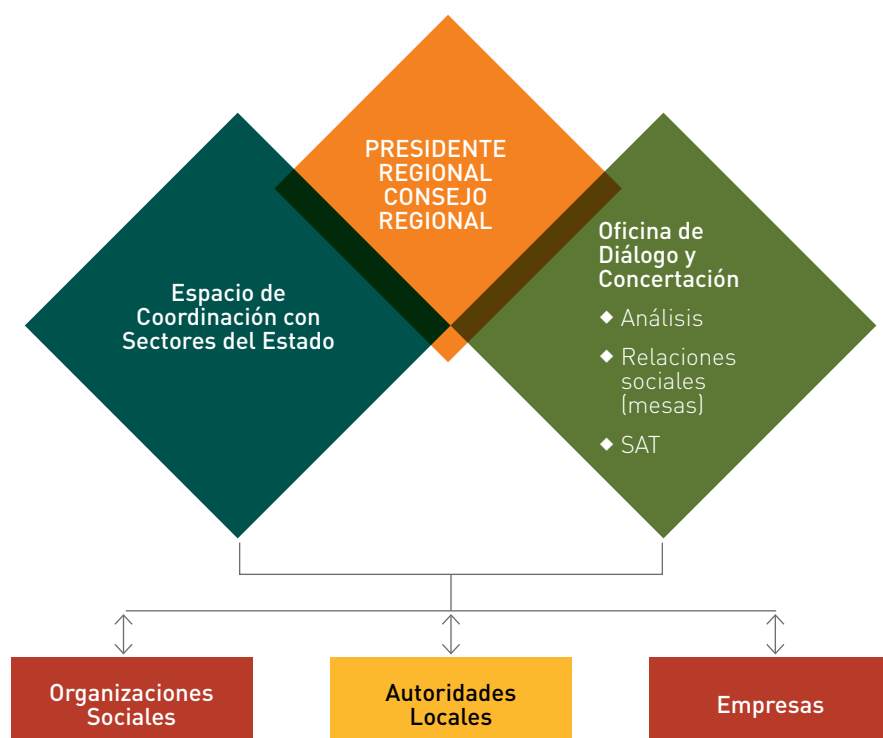 PRESIDENTE
REGIONAL
CONSEJO
REGIONAL
Espacio de
Coordinación con
Sectores del Estado
Oficina de
Diálogo y
Concertación
◆ Análisis
◆ Relaciones
sociales
(mesas)
◆ SAT
Organizaciones
Sociales
Autoridades
Locales
Empresas